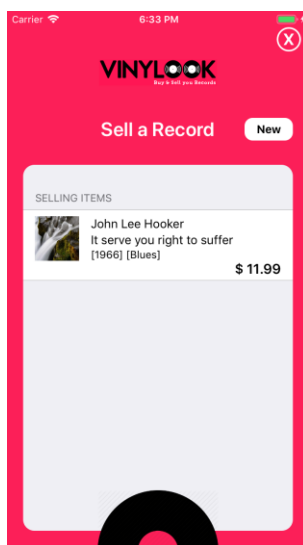 Carrier 6:33 PM
X
VINYLOOK
Buy & Sell you Records
Sell a Record New
SELLING ITEMS
John Lee Hooker
It serve you right to suffer
[1966] [Blues]
$ 11.99